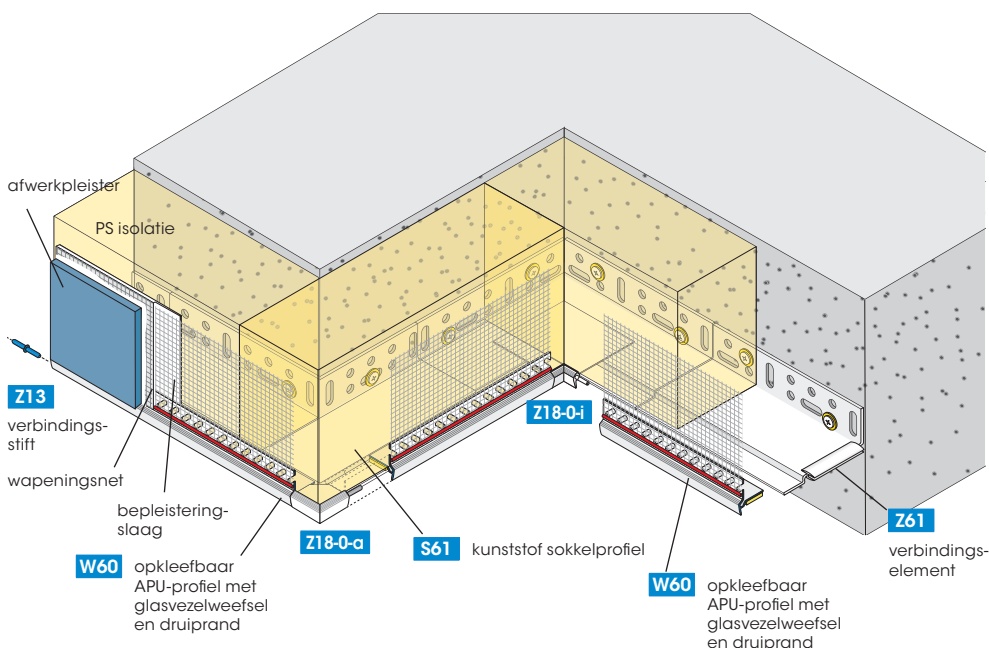 afwerkpleister
PS isolatie
Z13
verbindings-
stift
wapeningsnet
bepleistering-
slaag
W60
opkleefbaar
APU-profiel met
glasvezelweefsel
en druiprand
Z18-0-a
S61
kunststof sokkelprofiel
Z18-0-i
W60
opkleefbaar
APU-profiel met
glasvezelweefsel
en druiprand
Z61
verbindings-
element